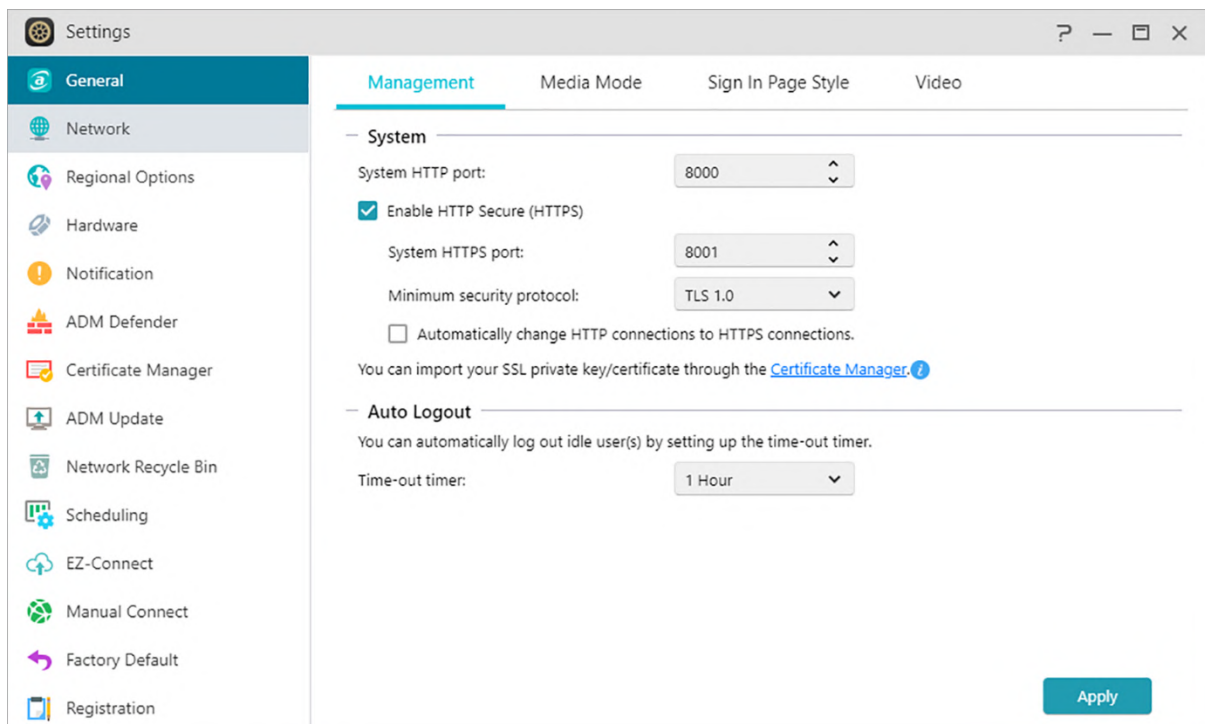 Settings
General
Network
Regional Options
Hardware
Notification
ADM Defender
Certificate Manager
ADM Update
Network Recycle Bin
Scheduling
EZ-Connect
Manual Connect
Factory Default
Registration
Management Media Mode Sign In Page Style Video
System
System HTTP port: 8000
Enable HTTP Secure (HTTPS)
System HTTPS port: 8001
Minimum security protocol: TLS 1.0
Automatically change HTTP connections to HTTPS connections.
You can import your SSL private key/certificate through the Certificate Manager.
Auto Logout
You can automatically log out idle user(s) by setting up the time-out timer.
Time-out timer: 1 Hour
Apply